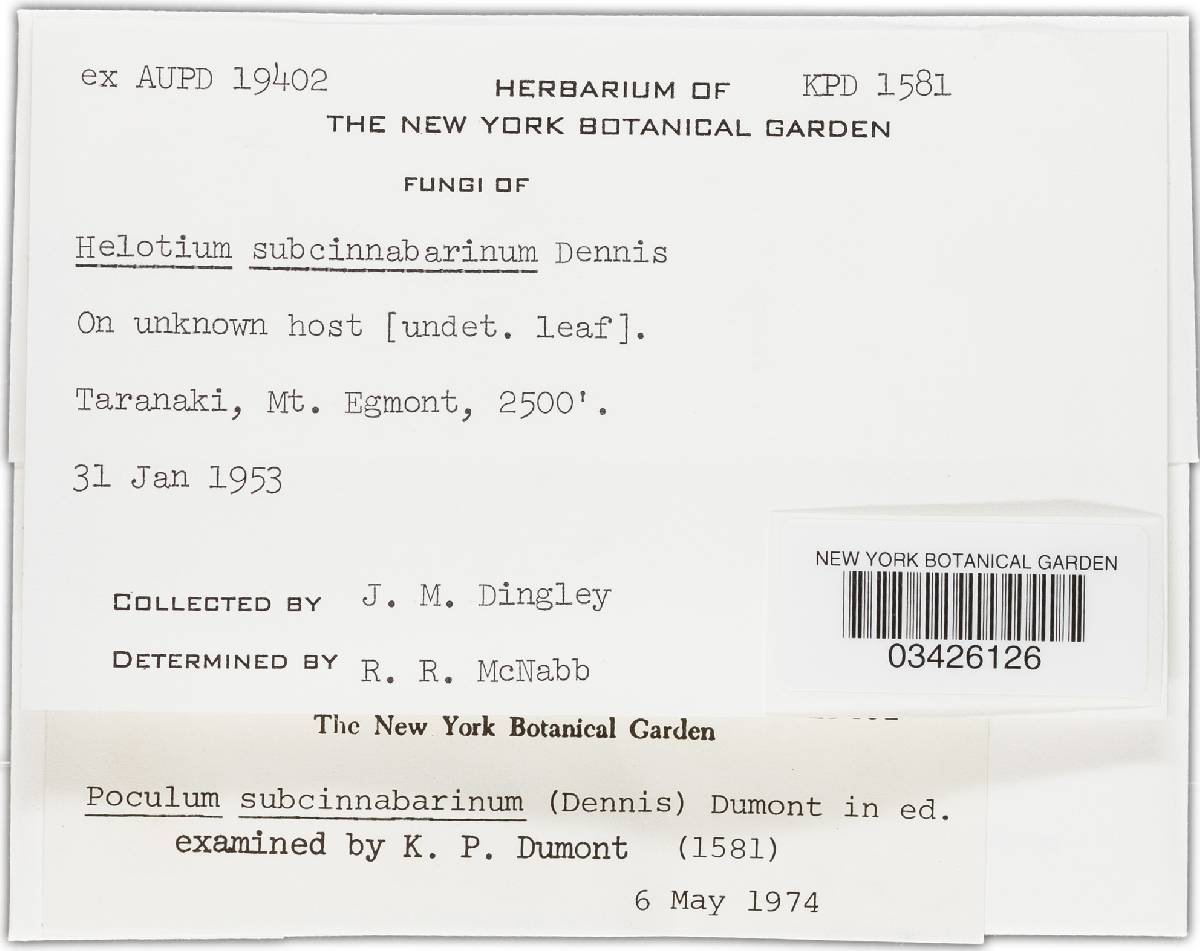 ex AUPD 19402 HERBARIUM OF KPD 1581
THE NEW YORK BOTANICAL GARDEN
FUNGI OF
Helotium subcinnabarinum Dennis
On unknown host [undet. leaf].
Taranaki, Mt. Egmont, 2500'.
31 Jan 1953
COLLECTED BY J. M. Dingley
DETERMINED BY R. R. McNabb
NEW YORK BOTANICAL GARDEN
03426126
The New York Botanical Garden
Poculum subcinnabarinum (Dennis) Dumont in ed.
examined by K. P. Dumont (1581)
6 May 1974